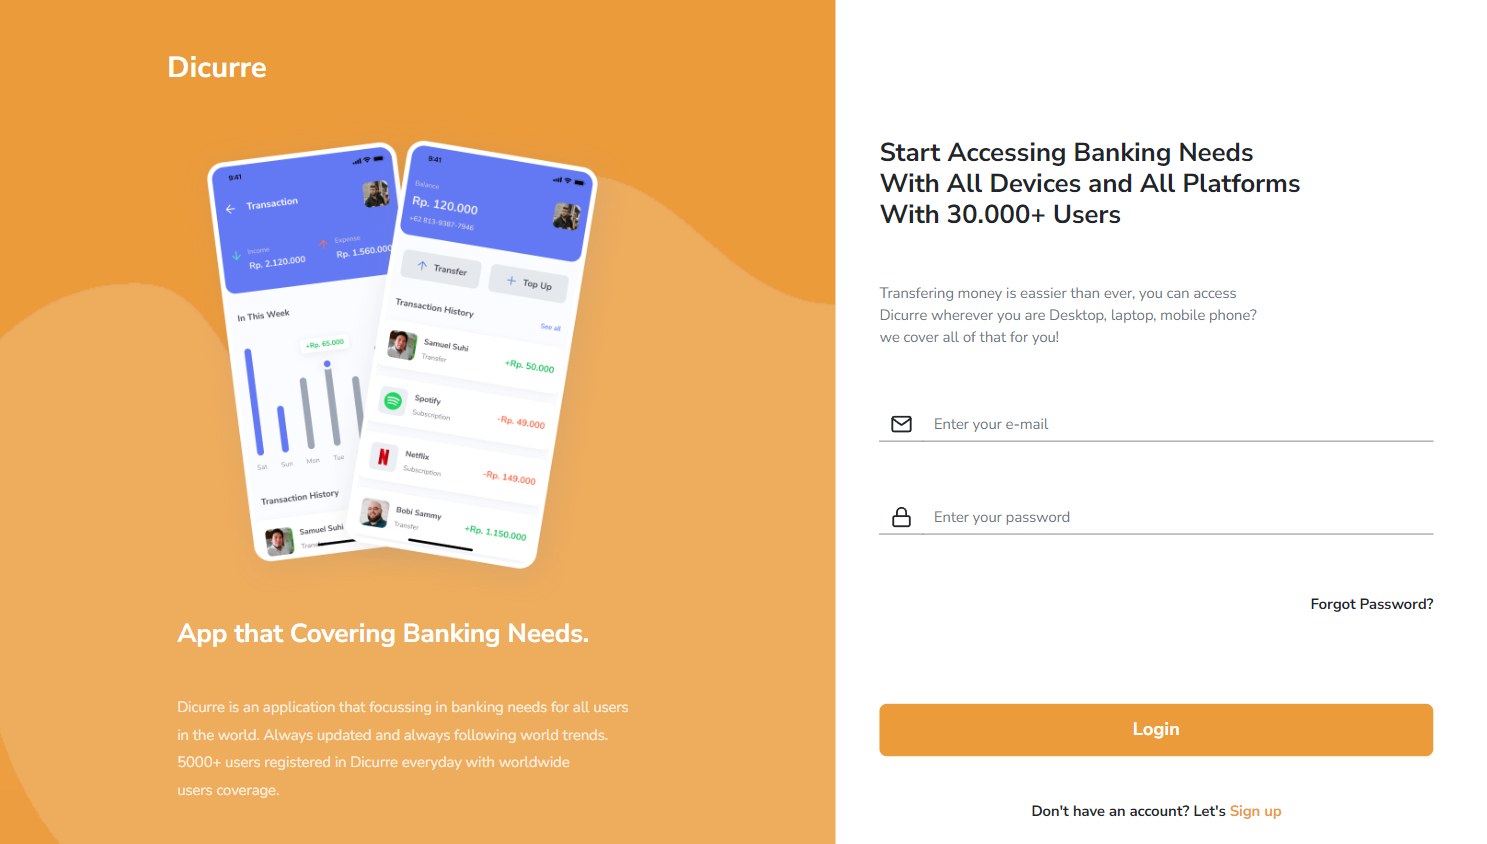 Dicurre
9:41
Transaction
Income
Rp. 2.120.000
Expense
Rp. 1.560.000
In This Week
+Rp. 65.000
Sat Sun Mon Tue
Transaction History
Samuel Suhi
9:41
Balance
Rp. 120.000
+62 813-9387-7946
Transfer
Top Up
Transaction History
See all
Samuel Suhi
Transfer
+Rp. 50.000
Spotify
Subscription
-Rp. 49.000
Netflix
Subscription
-Rp. 149.000
Bobi Sammy
Transfer
+Rp. 1.150.000
App that Covering Banking Needs.
Dicurre is an application that focussing in banking needs for all users
in the world. Always updated and always following world trends.
5000+ users registered in Dicurre everyday with worldwide
users coverage.
Start Accessing Banking Needs
With All Devices and All Platforms
With 30.000+ Users
Transfering money is eassier than ever, you can access
Dicurre wherever you are Desktop, laptop, mobile phone?
we cover all of that for you!
Enter your e-mail
Enter your password
Forgot Password?
Login
Don't have an account? Let's Sign up